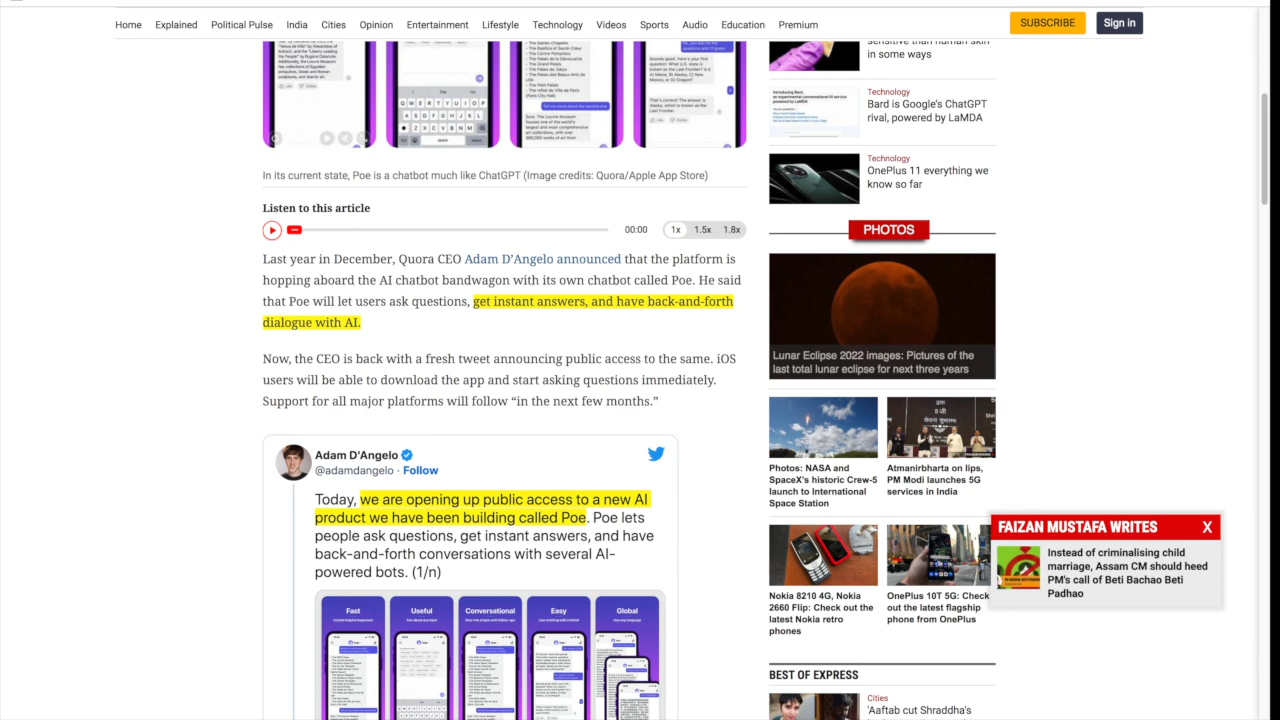 Home Explained Political Pulse India Cities Opinion Entertainment Lifestyle Technology Videos Sports Audio Education Premium SUBSCRIBE Sign in
In its current state, Poe is a chatbot much like ChatGPT (Image credits: Quora/Apple App Store)
Listen to this article
00:00 1x 1.5x 1.8x
Last year in December, Quora CEO Adam D’Angelo announced that the platform is
hopping aboard the AI chatbot bandwagon with its own chatbot called Poe. He said
that Poe will let users ask questions, get instant answers, and have back-and-forth
dialogue with AI.
Now, the CEO is back with a fresh tweet announcing public access to the same. iOS
users will be able to download the app and start asking questions immediately.
Support for all major platforms will follow “in the next few months.”
Adam D'Angelo
@adamdangelo · Follow
Today, we are opening up public access to a new AI
product we have been building called Poe. Poe lets
people ask questions, get instant answers, and have
back-and-forth conversations with several AI-
powered bots. (1/n)
Fast Useful Conversational Easy Global
sensitive than human skin
in some ways
Technology
Bard is Google’s ChatGPT
rival, powered by LaMDA
Technology
OnePlus 11 everything we
know so far
PHOTOS
Lunar Eclipse 2022 images: Pictures of the
last total lunar eclipse for next three years
Photos: NASA and
SpaceX's historic Crew-5
launch to International
Space Station
Atmanirbharta on lips,
PM Modi launches 5G
services in India
Nokia 8210 4G, Nokia
2660 Flip: Check out the
latest Nokia retro
phones
OnePlus 10T 5G: Check
out the latest flagship
phone from OnePlus
FAIZAN MUSTAFA WRITES X
Instead of criminalising child
marriage, Assam CM should heed
PM’s call of Beti Bachao Beti
Padhao
BEST OF EXPRESS
Cities
'Aaftab cut Shraddha's